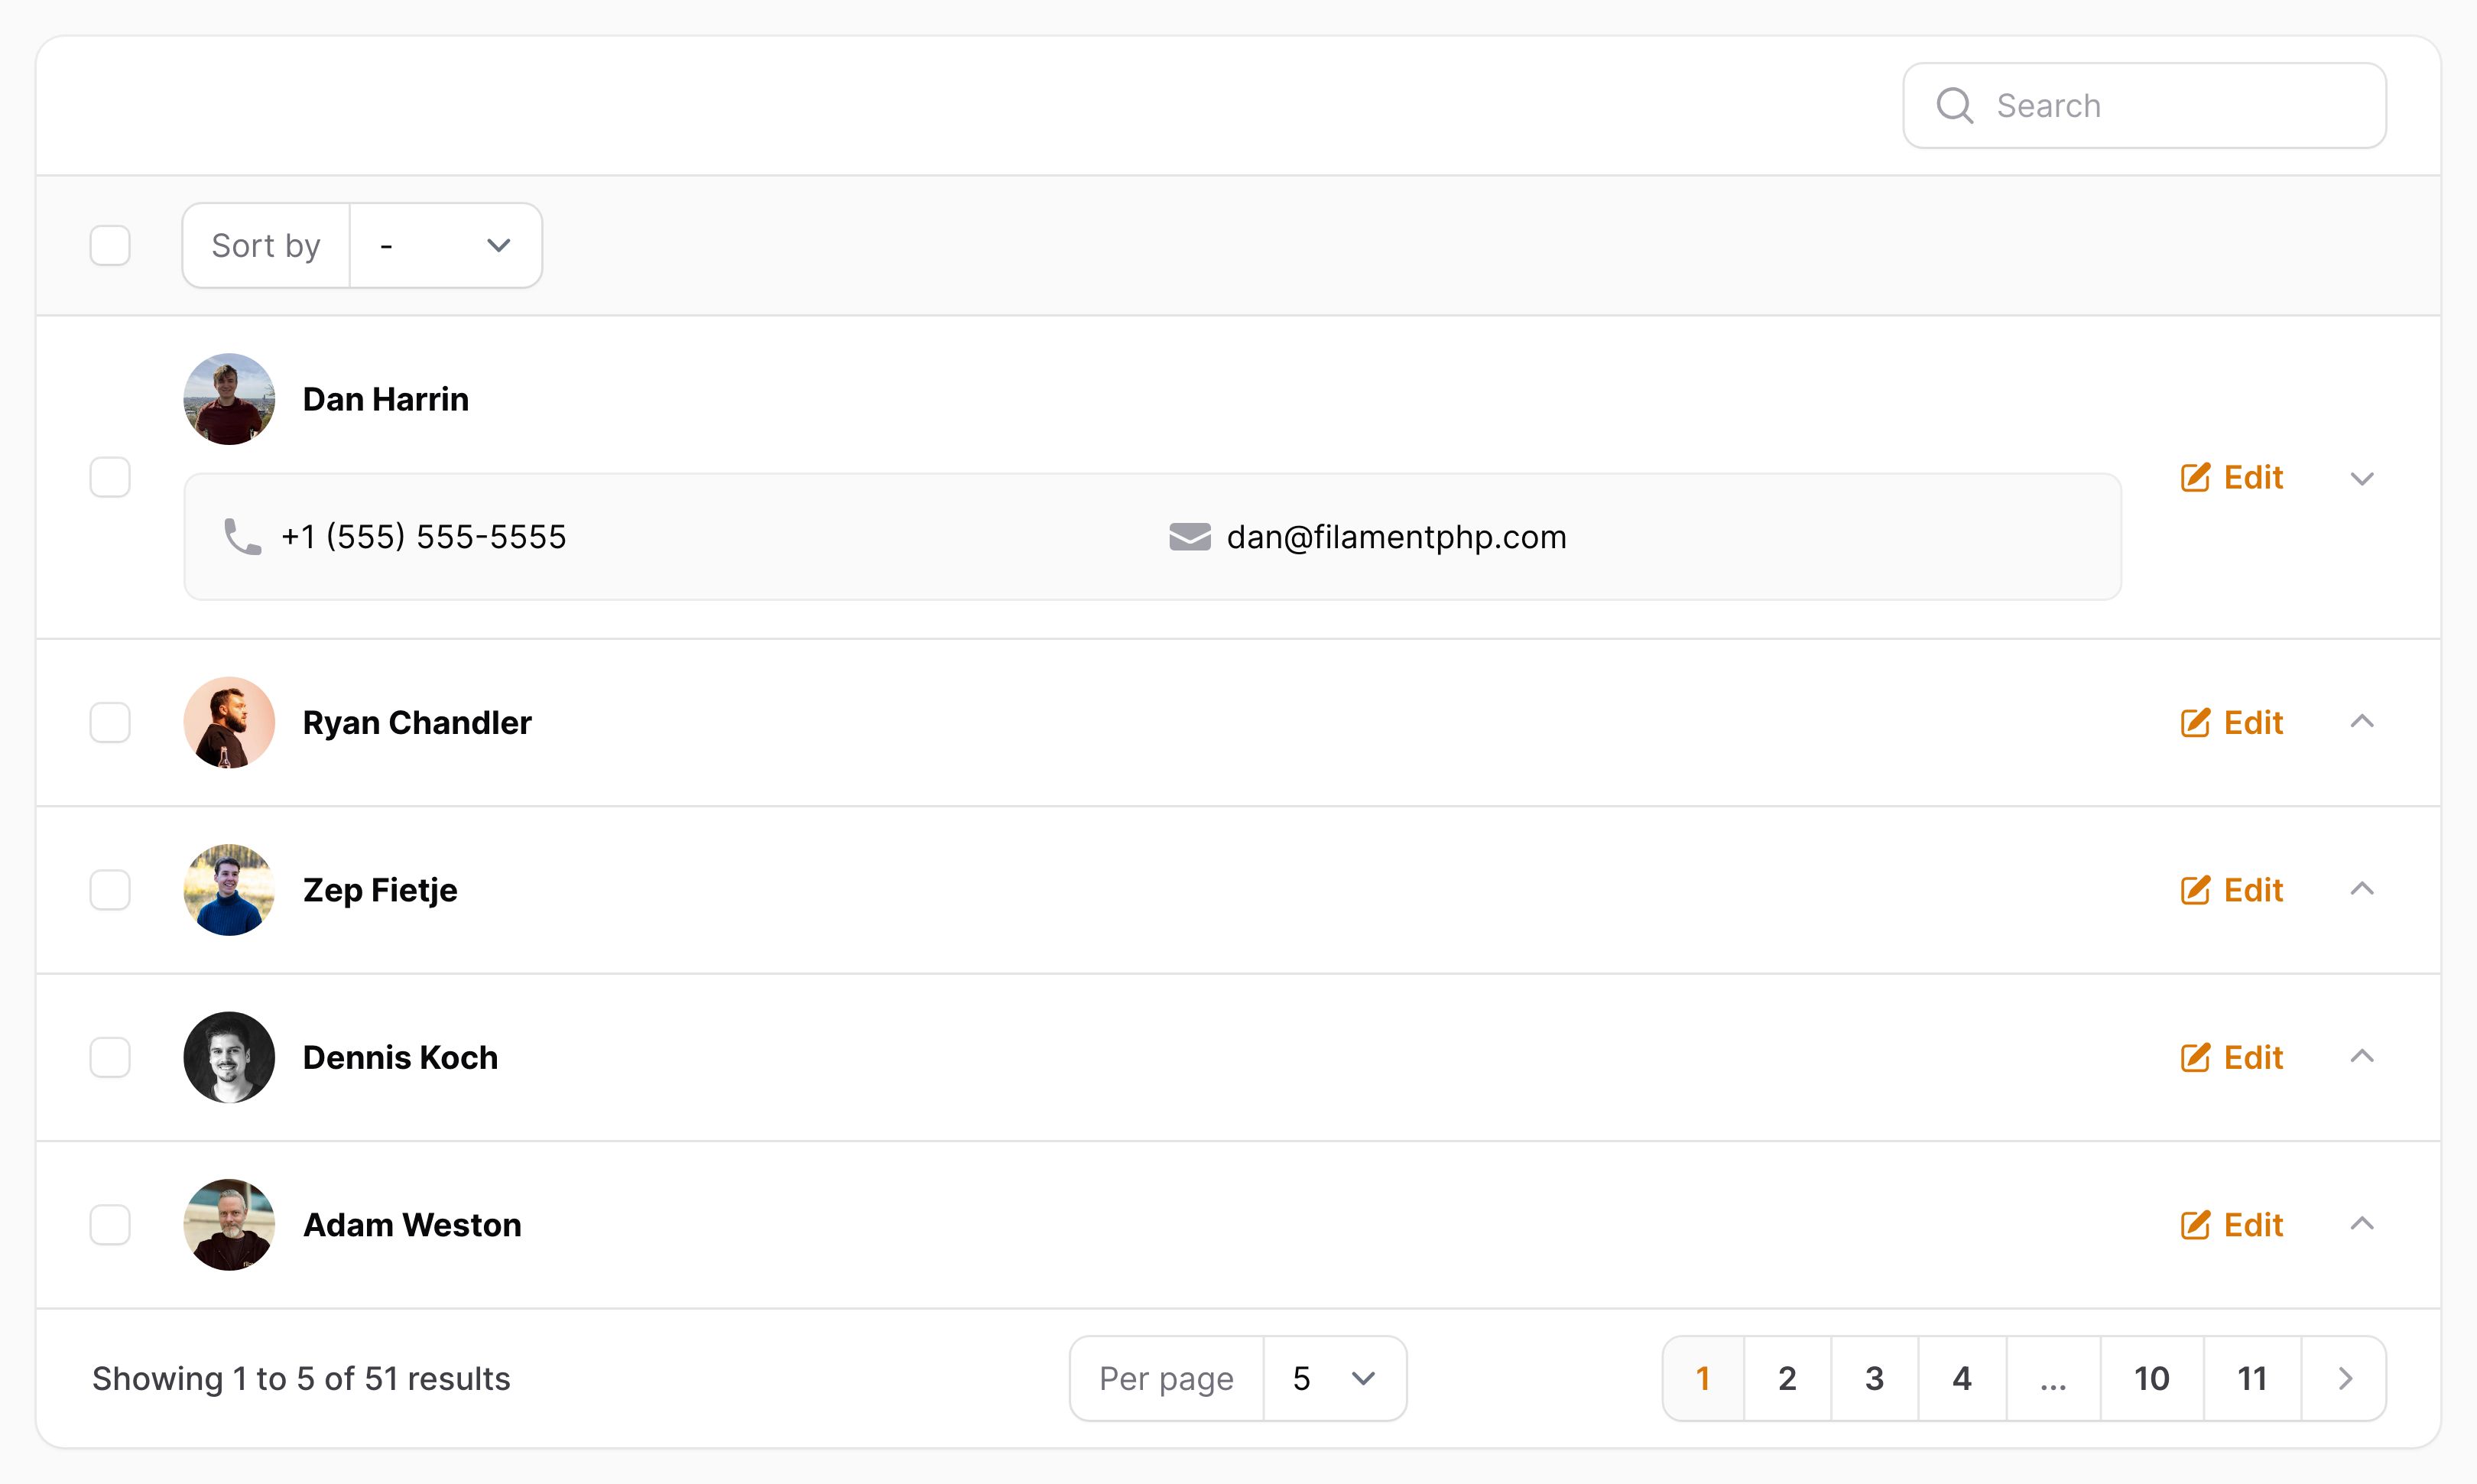 Search
Sort by -
Dan Harrin
+1 (555) 555-5555 dan@filamentphp.com
Edit
Ryan Chandler Edit
Zep Fietje Edit
Dennis Koch Edit
Adam Weston Edit
Showing 1 to 5 of 51 results Per page 5 1 2 3 4 ... 10 11